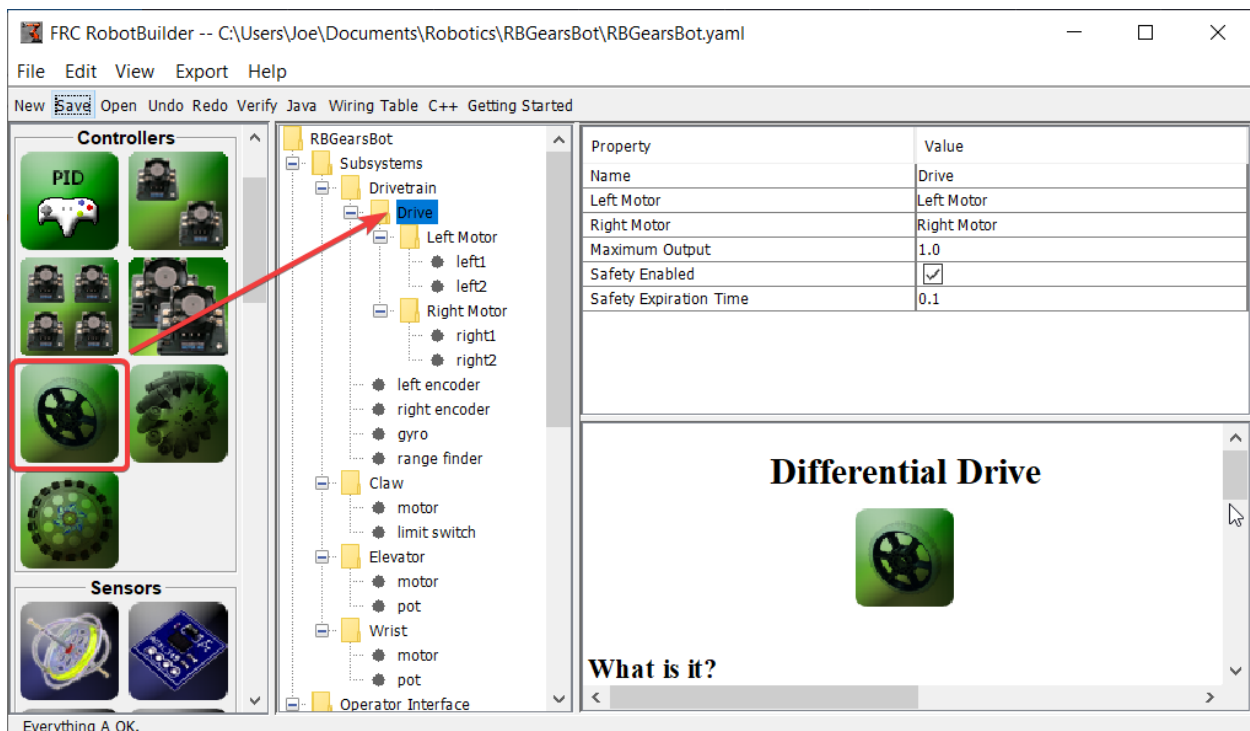 FRC RobotBuilder -- C:\Users\Joe\Documents\Robotics\RBGearsBot\RBGearsBot.yaml
File Edit View Export Help
New Save Open Undo Redo Verify Java Wiring Table C++ Getting Started
Controllers
PID
Sensors
RBGearsBot
Subsystems
Drivetrain
Drive
Left Motor
left1
left2
Right Motor
right1
right2
left encoder
right encoder
gyro
range finder
Claw
motor
limit switch
Elevator
motor
pot
Wrist
motor
pot
Operator Interface
Property Value
Name Drive
Left Motor Left Motor
Right Motor Right Motor
Maximum Output 1.0
Safety Enabled
Safety Expiration Time 0.1
Differential Drive
What is it?
Everything A OK.